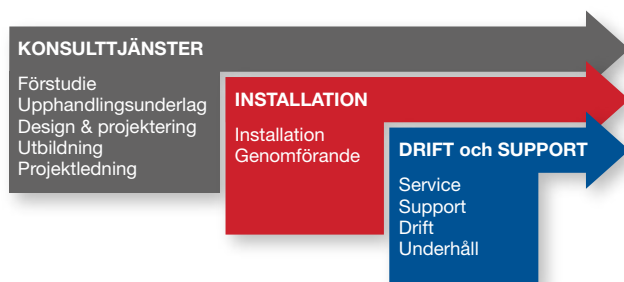 KONSULTTJÄNSTER
Förstudie
Upphandlingsunderlag
Design & projektering
Utbildning
Projektledning
INSTALLATION
Installation
Genomförande
DRIFT och SUPPORT
Service
Support
Drift
Underhåll